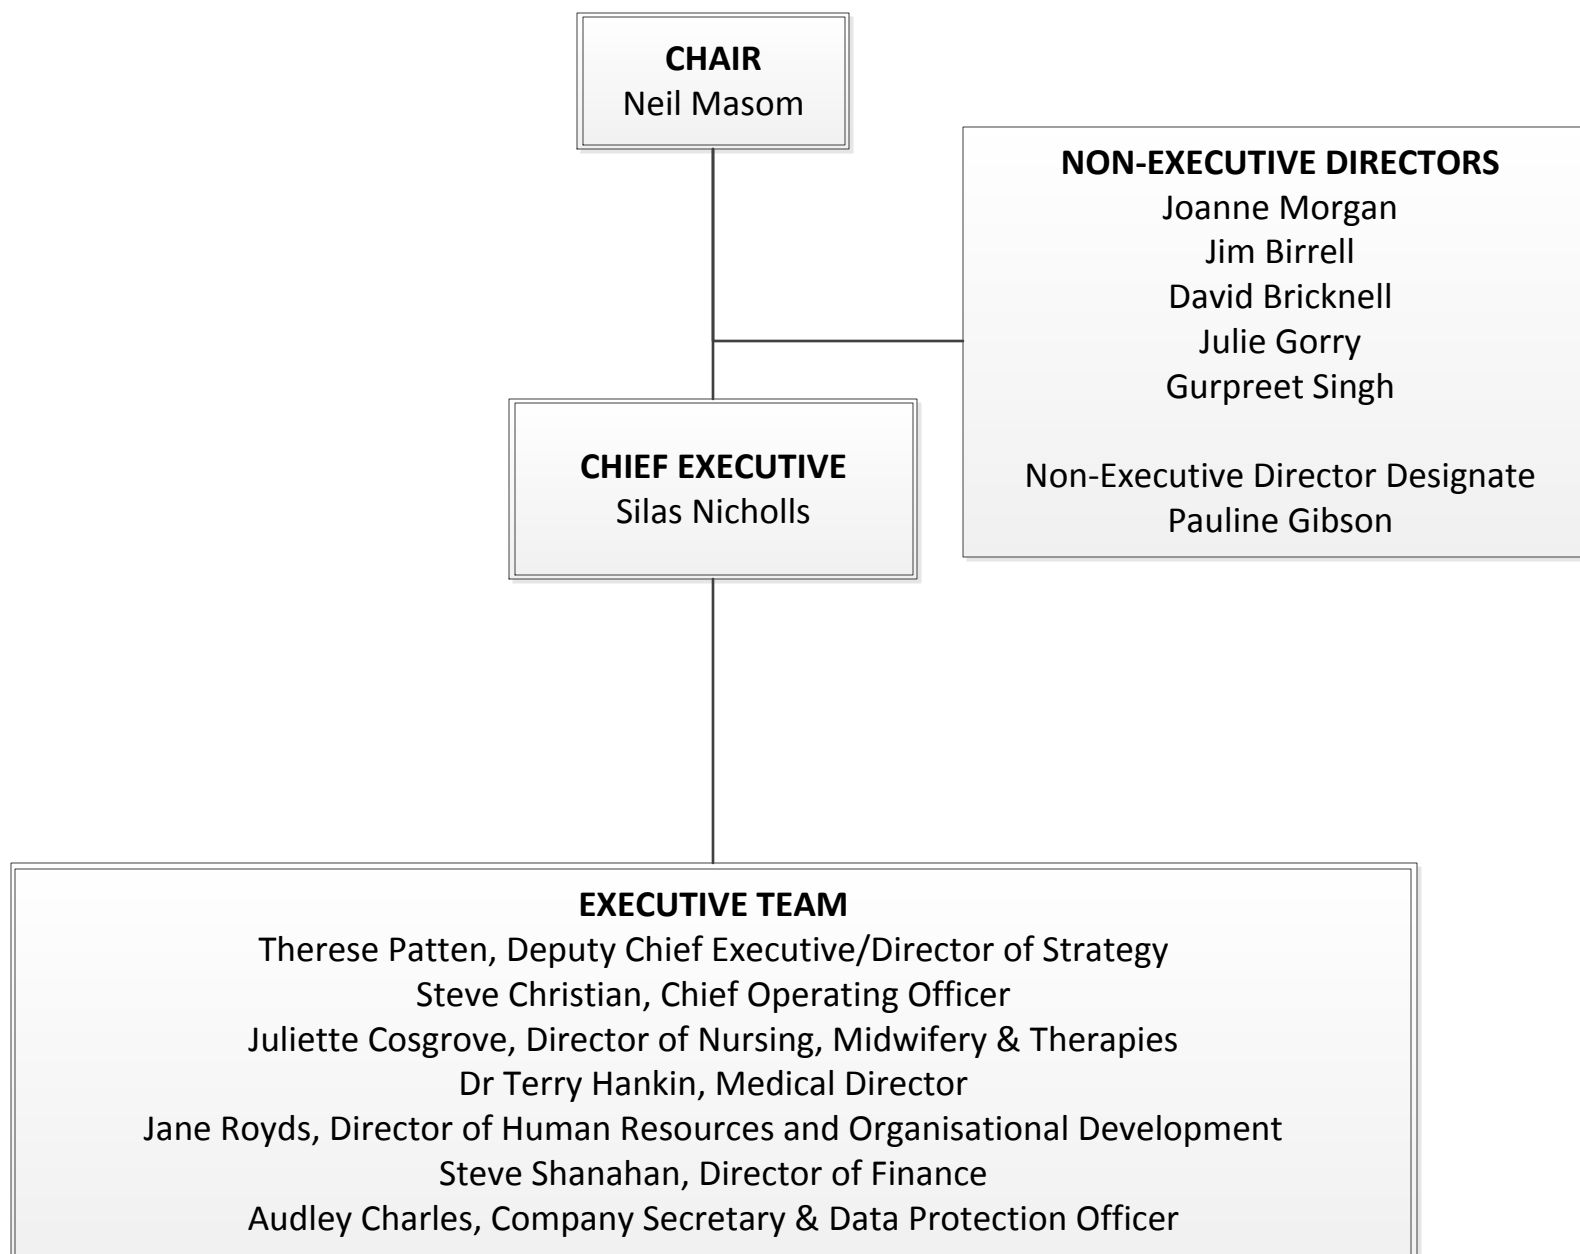 CHAIR
Neil Masom
NON-EXECUTIVE DIRECTORS
Joanne Morgan
Jim Birrell
David Bricknell
Julie Gorry
Gurpreet Singh
Non-Executive Director Designate
Pauline Gibson
CHIEF EXECUTIVE
Silas Nicholls
EXECUTIVE TEAM
Therese Patten, Deputy Chief Executive/Director of Strategy
Steve Christian, Chief Operating Officer
Juliette Cosgrove, Director of Nursing, Midwifery & Therapies
Dr Terry Hankin, Medical Director
Jane Royds, Director of Human Resources and Organisational Development
Steve Shanahan, Director of Finance
Audley Charles, Company Secretary & Data Protection Officer